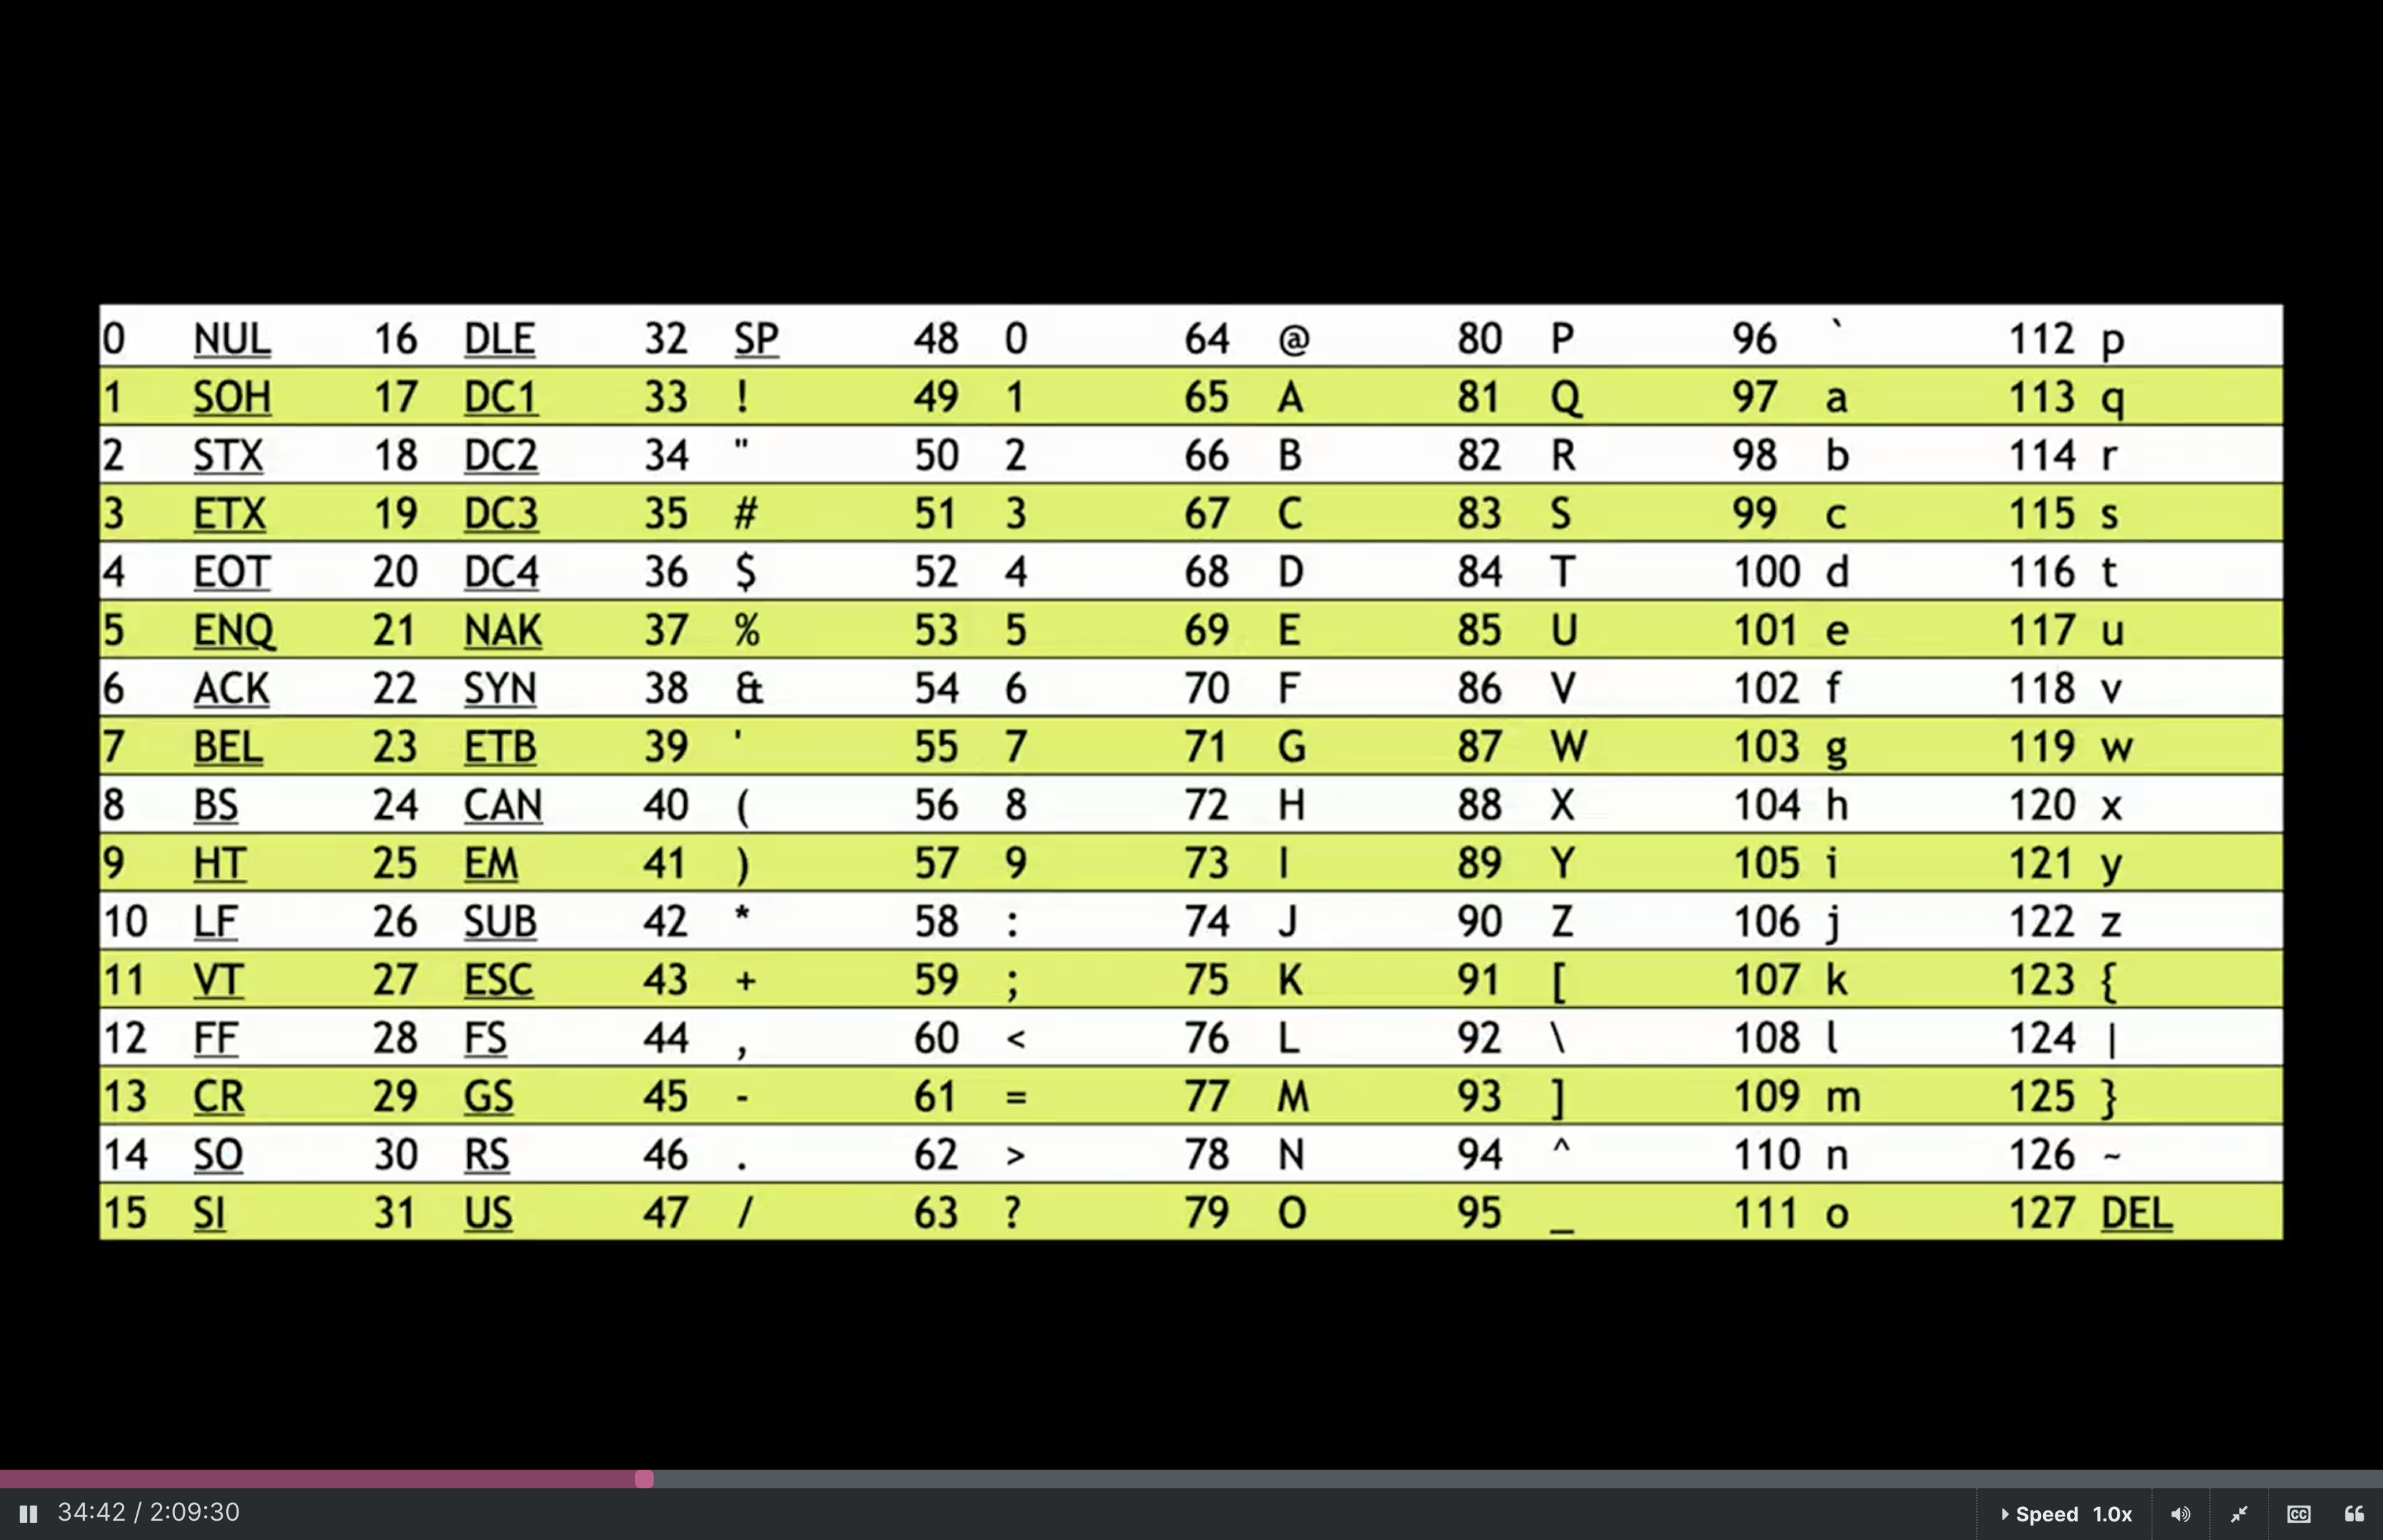 0 NUL 16 DLE 32 SP 48 0 64 @ 80 P 96 ` 112 p
1 SOH 17 DC1 33 ! 49 1 65 A 81 Q 97 a 113 q
2 STX 18 DC2 34 " 50 2 66 B 82 R 98 b 114 r
3 ETX 19 DC3 35 # 51 3 67 C 83 S 99 c 115 s
4 EOT 20 DC4 36 $ 52 4 68 D 84 T 100 d 116 t
5 ENQ 21 NAK 37 % 53 5 69 E 85 U 101 e 117 u
6 ACK 22 SYN 38 & 54 6 70 F 86 V 102 f 118 v
7 BEL 23 ETB 39 ' 55 7 71 G 87 W 103 g 119 w
8 BS 24 CAN 40 ( 56 8 72 H 88 X 104 h 120 x
9 HT 25 EM 41 ) 57 9 73 I 89 Y 105 i 121 y
10 LF 26 SUB 42 * 58 : 74 J 90 Z 106 j 122 z
11 VT 27 ESC 43 + 59 ; 75 K 91 [ 107 k 123 {
12 FF 28 FS 44 , 60 < 76 L 92 \ 108 l 124 |
13 CR 29 GS 45 - 61 = 77 M 93 ] 109 m 125 }
14 SO 30 RS 46 . 62 > 78 N 94 ^ 110 n 126 ~
15 SI 31 US 47 / 63 ? 79 O 95 _ 111 o 127 DEL
34:42 / 2:09:30 Speed 1.0x CC